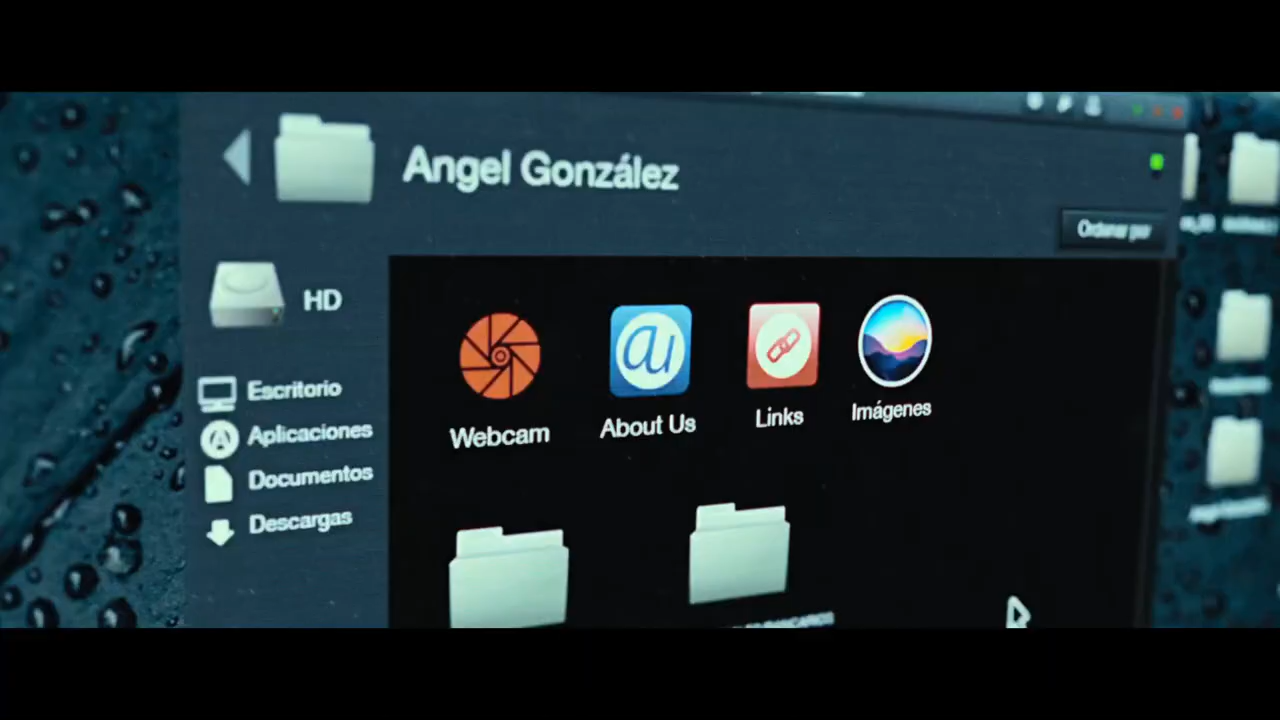 Angel González
Ordenar por
HD
Escritorio
Aplicaciones
Documentos
Descargas
Webcam
About Us
Links
Imágenes